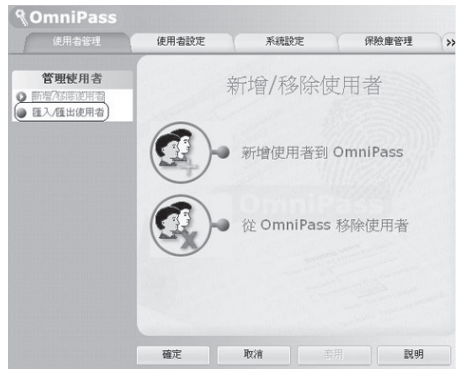 OmniPass
使用者管理 使用者設定 系統設定 保險庫管理 »
管理使用者
新增/移除使用者
匯入/匯出使用者
新增/移除使用者
新增使用者到 OmniPass
OmniPass
從 OmniPass 移除使用者
確定 取消 套用 說明